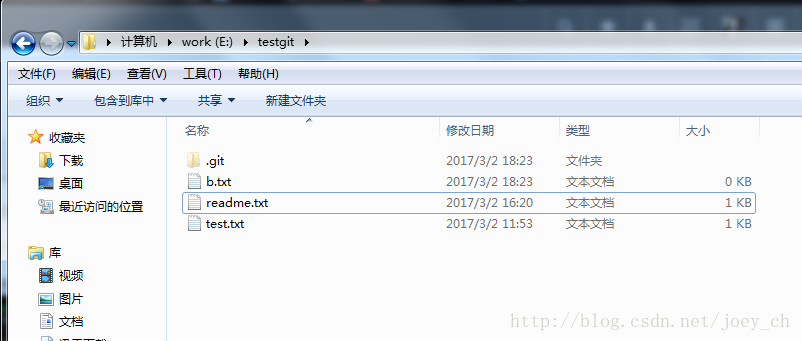 计算机 work (E:) testgit
文件(F) 编辑(E) 查看(V) 工具(T) 帮助(H)
组织 包含到库中 共享 新建文件夹
收藏夹
下载
桌面
最近访问的位置
库
视频
图片
文档
名称 修改日期 类型 大小
.git 2017/3/2 18:23 文件夹
b.txt 2017/3/2 18:23 文本文档 0 KB
readme.txt 2017/3/2 16:20 文本文档 1 KB
test.txt 2017/3/2 11:53 文本文档 1 KB
http://blog.csdn.net/joey_ch